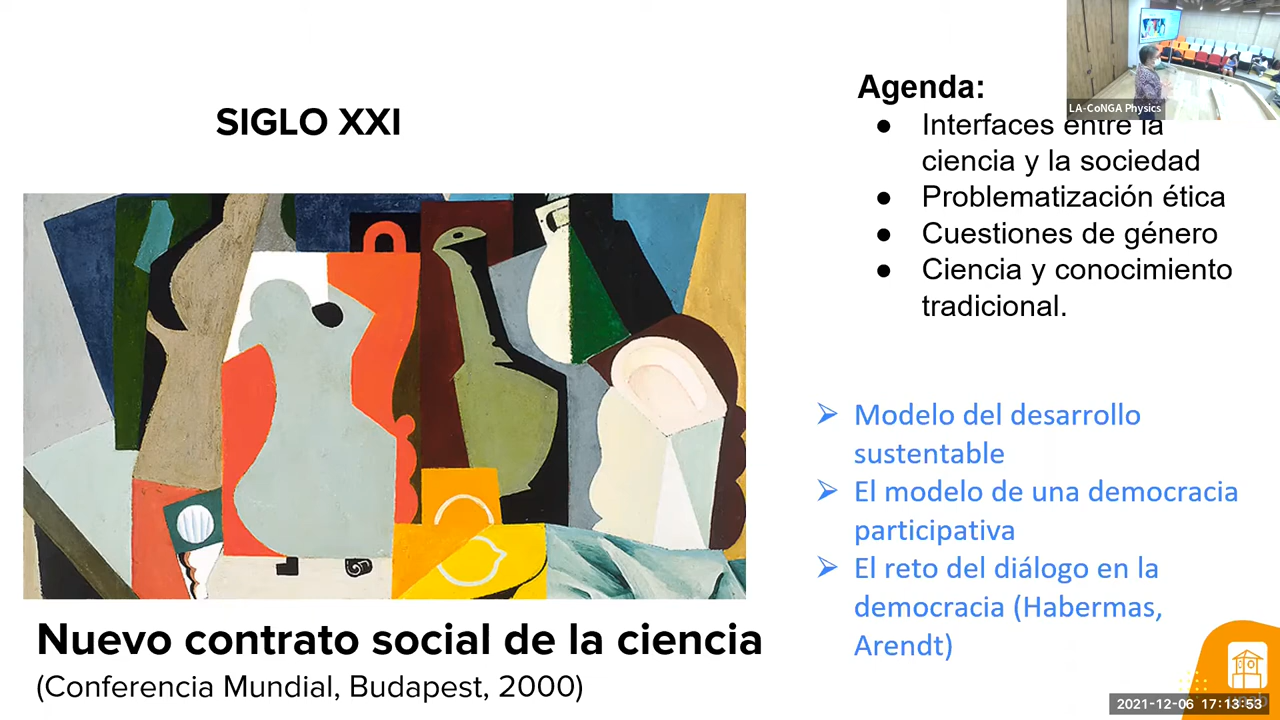 SIGLO XXI
Nuevo contrato social de la ciencia
(Conferencia Mundial, Budapest, 2000)
Agenda:
● Interfaces entre la
ciencia y la sociedad
● Problematización ética
● Cuestiones de género
● Ciencia y conocimiento
tradicional.
➢ Modelo del desarrollo
sustentable
➢ El modelo de una democracia
participativa
➢ El reto del diálogo en la
democracia (Habermas,
Arendt)
LA-CoNGA Physics
2021-12-06 17:13:53